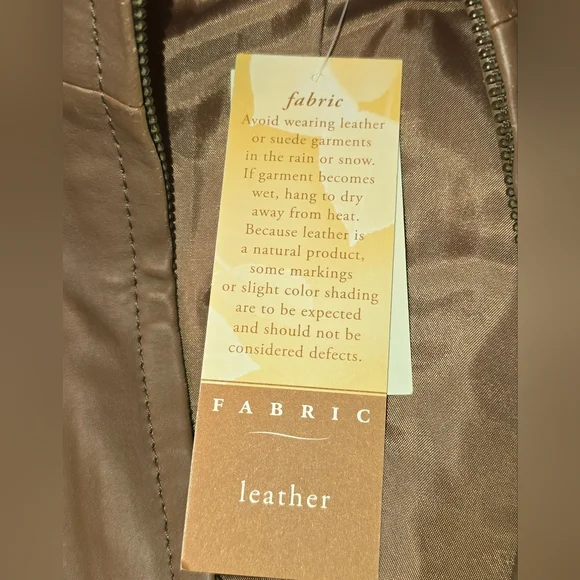 fabric
Avoid wearing leather
or suede garments
in the rain or snow.
If garment becomes
wet, hang to dry
away from heat.
Because leather is
a natural product,
some markings
or slight color shading
are to be expected
and should not be
considered defects.
FABRIC
leather